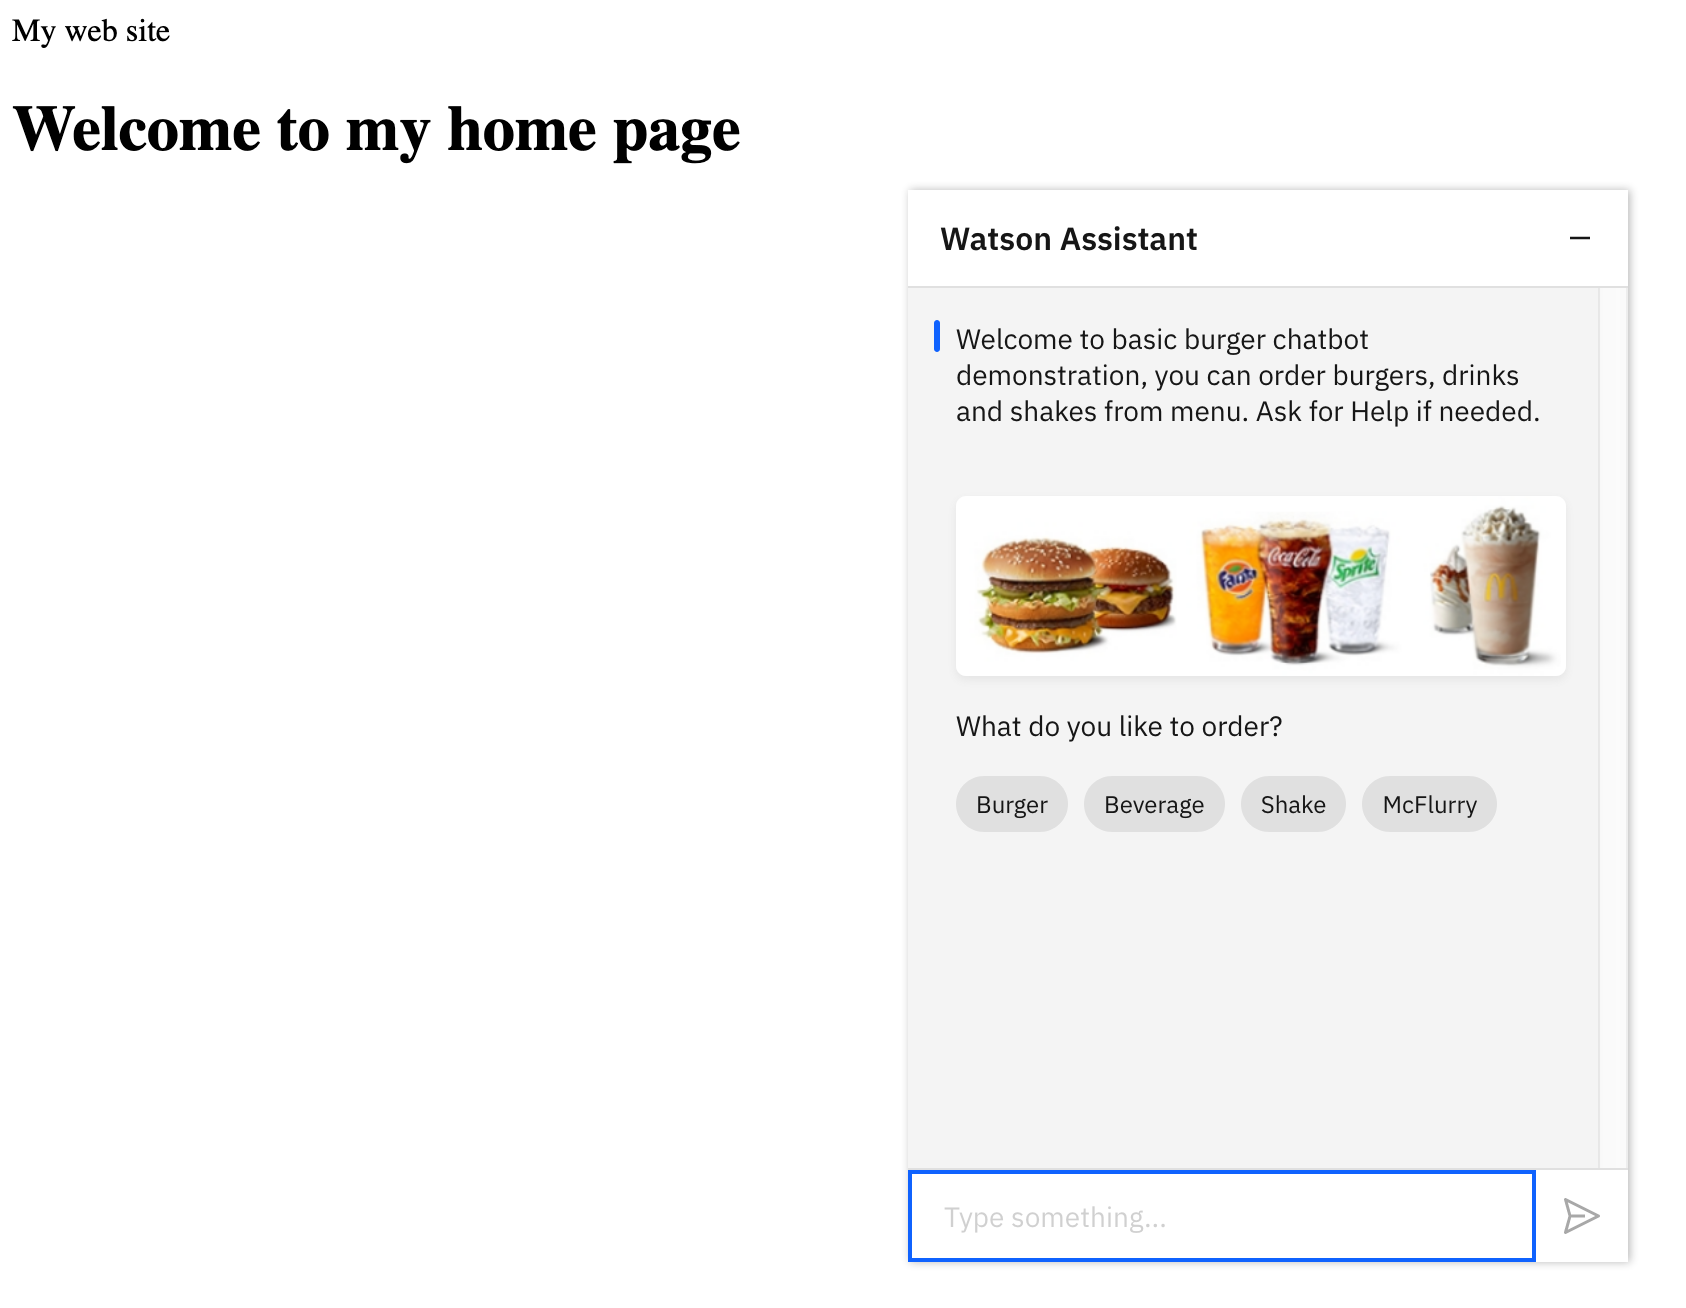 My web site
Welcome to my home page
Watson Assistant
Welcome to basic burger chatbot
demonstration, you can order burgers, drinks
and shakes from menu. Ask for Help if needed.
Fanta
Coca-Cola
Sprite
What do you like to order?
Burger
Beverage
Shake
McFlurry
Type something...